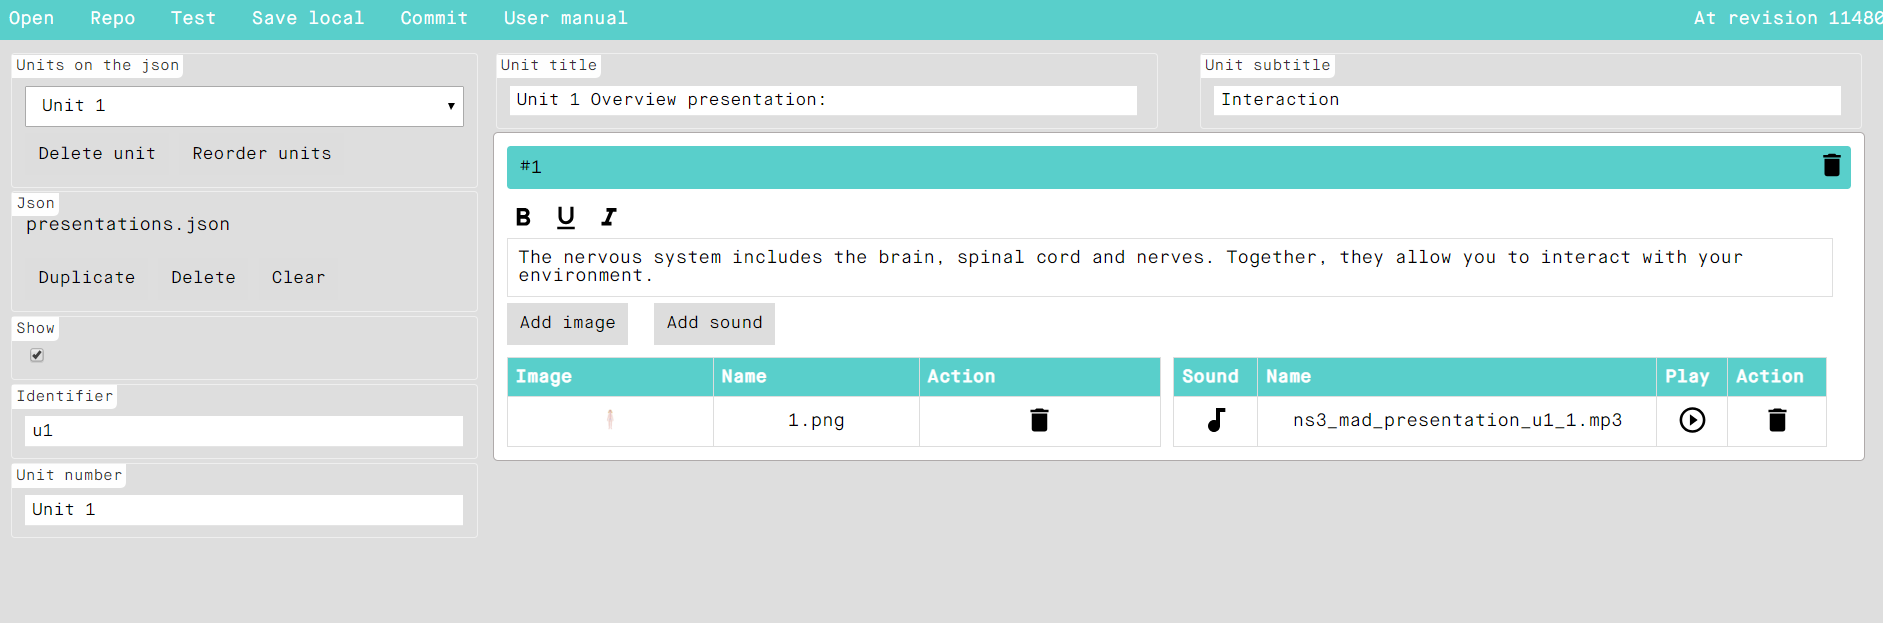 Open Repo Test Save local Commit User manual At revision 11480
Units on the json
Unit 1
Delete unit Reorder units
Json
presentations.json
Duplicate Delete Clear
Show
Identifier
u1
Unit number
Unit 1
Unit title
Unit 1 Overview presentation:
Unit subtitle
Interaction
#1
B U I
The nervous system includes the brain, spinal cord and nerves. Together, they allow you to interact with your
environment.
Add image Add sound
Image Name Action
1.png
Sound Name Play Action
ns3_mad_presentation_u1_1.mp3